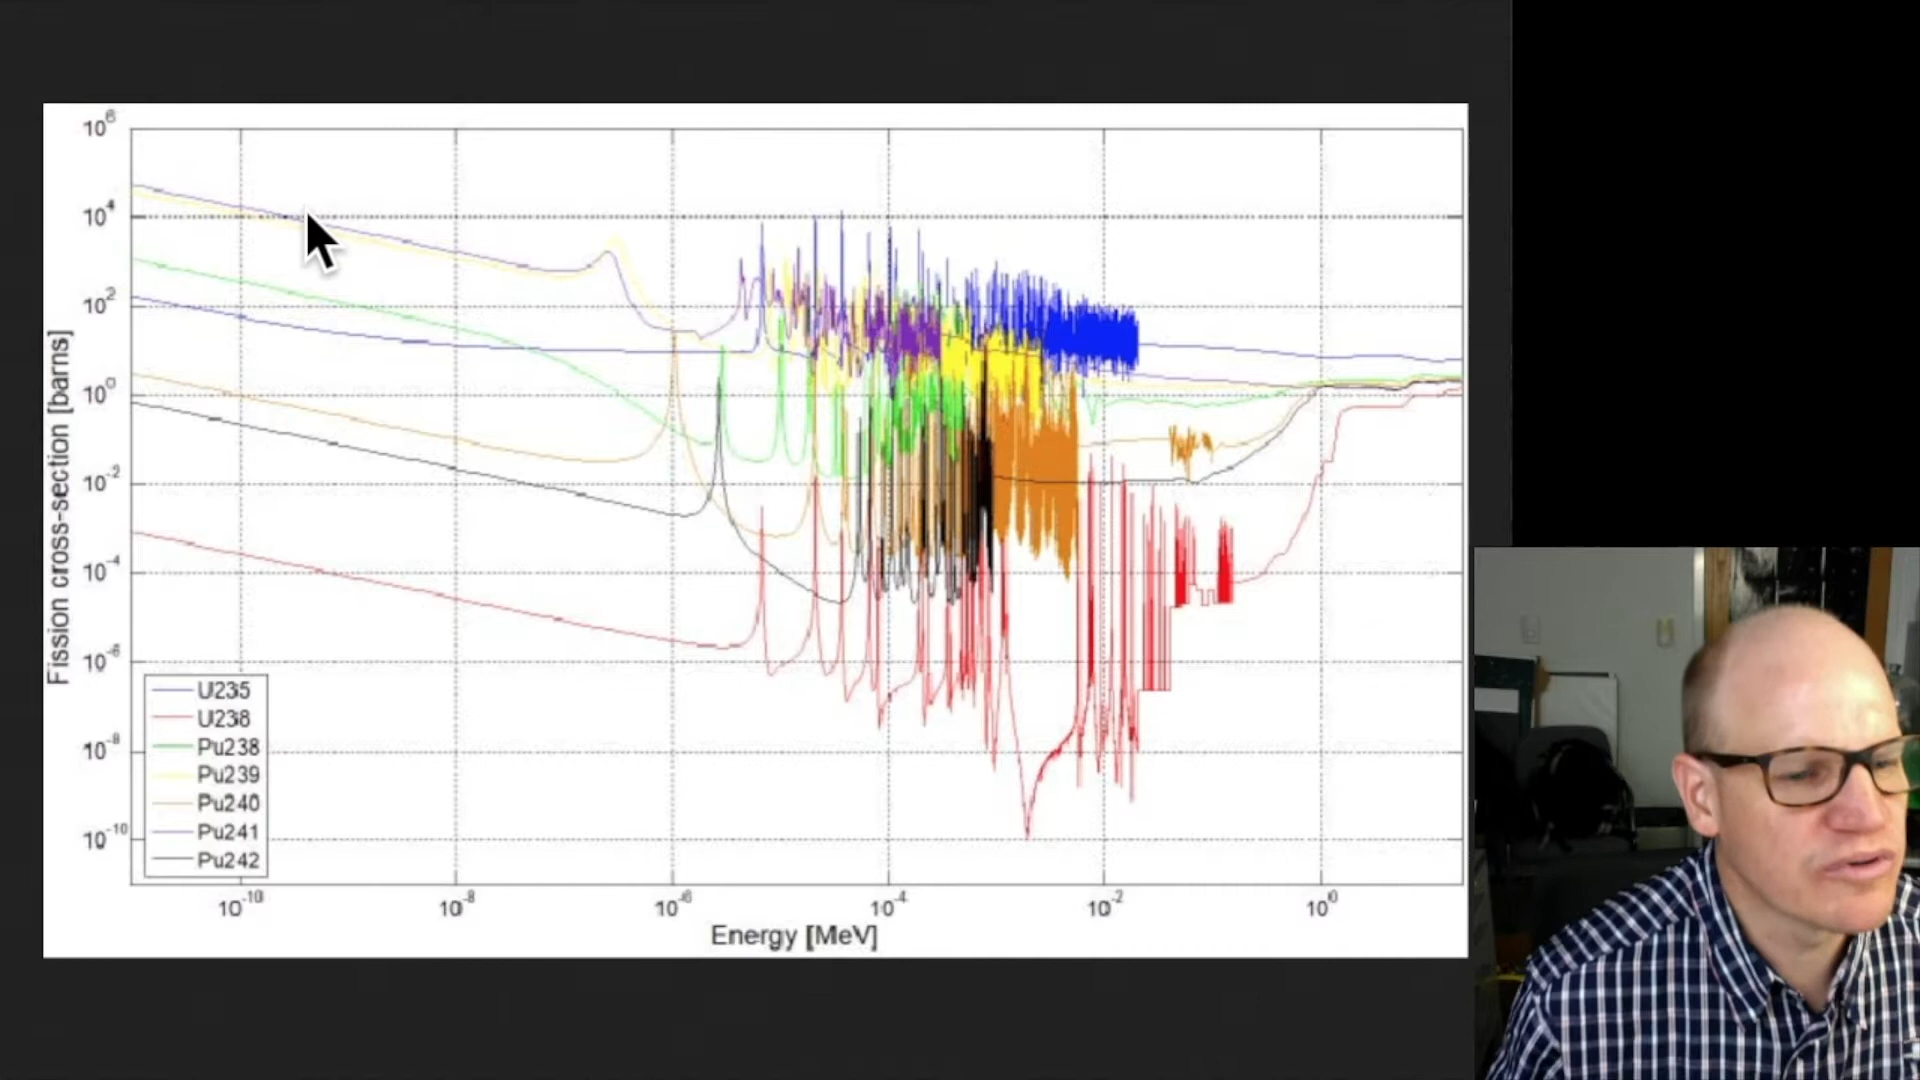 10^6
10^4
10^2
10^0
10^-2
10^-4
10^-6
10^-8
10^-10
Fission cross-section [barns]
U235
U238
Pu238
Pu239
Pu240
Pu241
Pu242
10^-10
10^-8
10^-6
10^-4
10^-2
10^0
Energy [MeV]